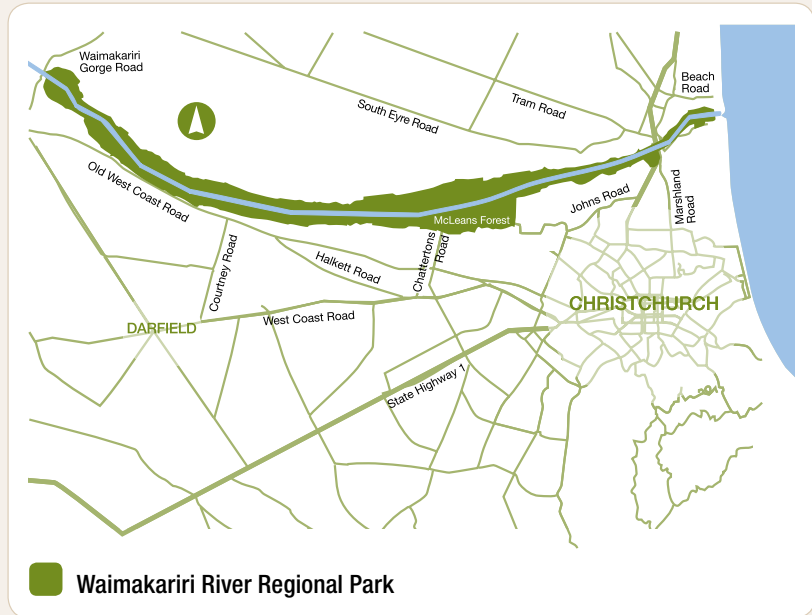 Waimakariri
Gorge Road
Beach
Road
South Eyre Road
Tram Road
Old West Coast Road
Johns Road
Marshland
Road
McLeans Forest
Courtney Road
Halkett Road
Chattertons
Road
CHRISTCHURCH
West Coast Road
DARFIELD
State Highway 1
Waimakariri River Regional Park